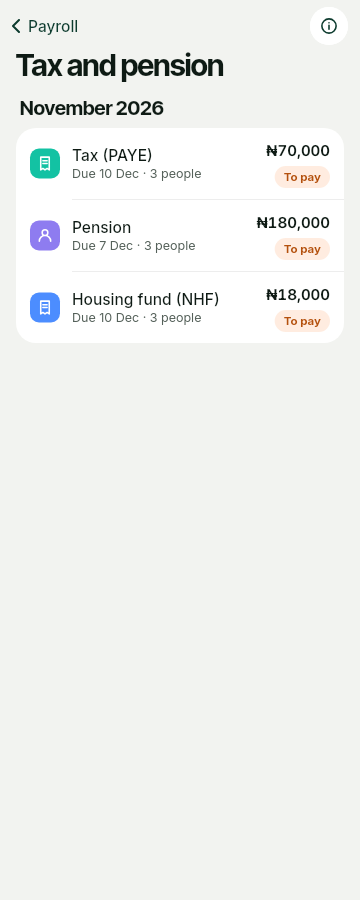 Payroll
Tax and pension
November 2026
Tax (PAYE)
₦70,000
Due 10 Dec · 3 people
To pay
Pension
₦180,000
Due 7 Dec · 3 people
To pay
Housing fund (NHF)
₦18,000
Due 10 Dec · 3 people
To pay